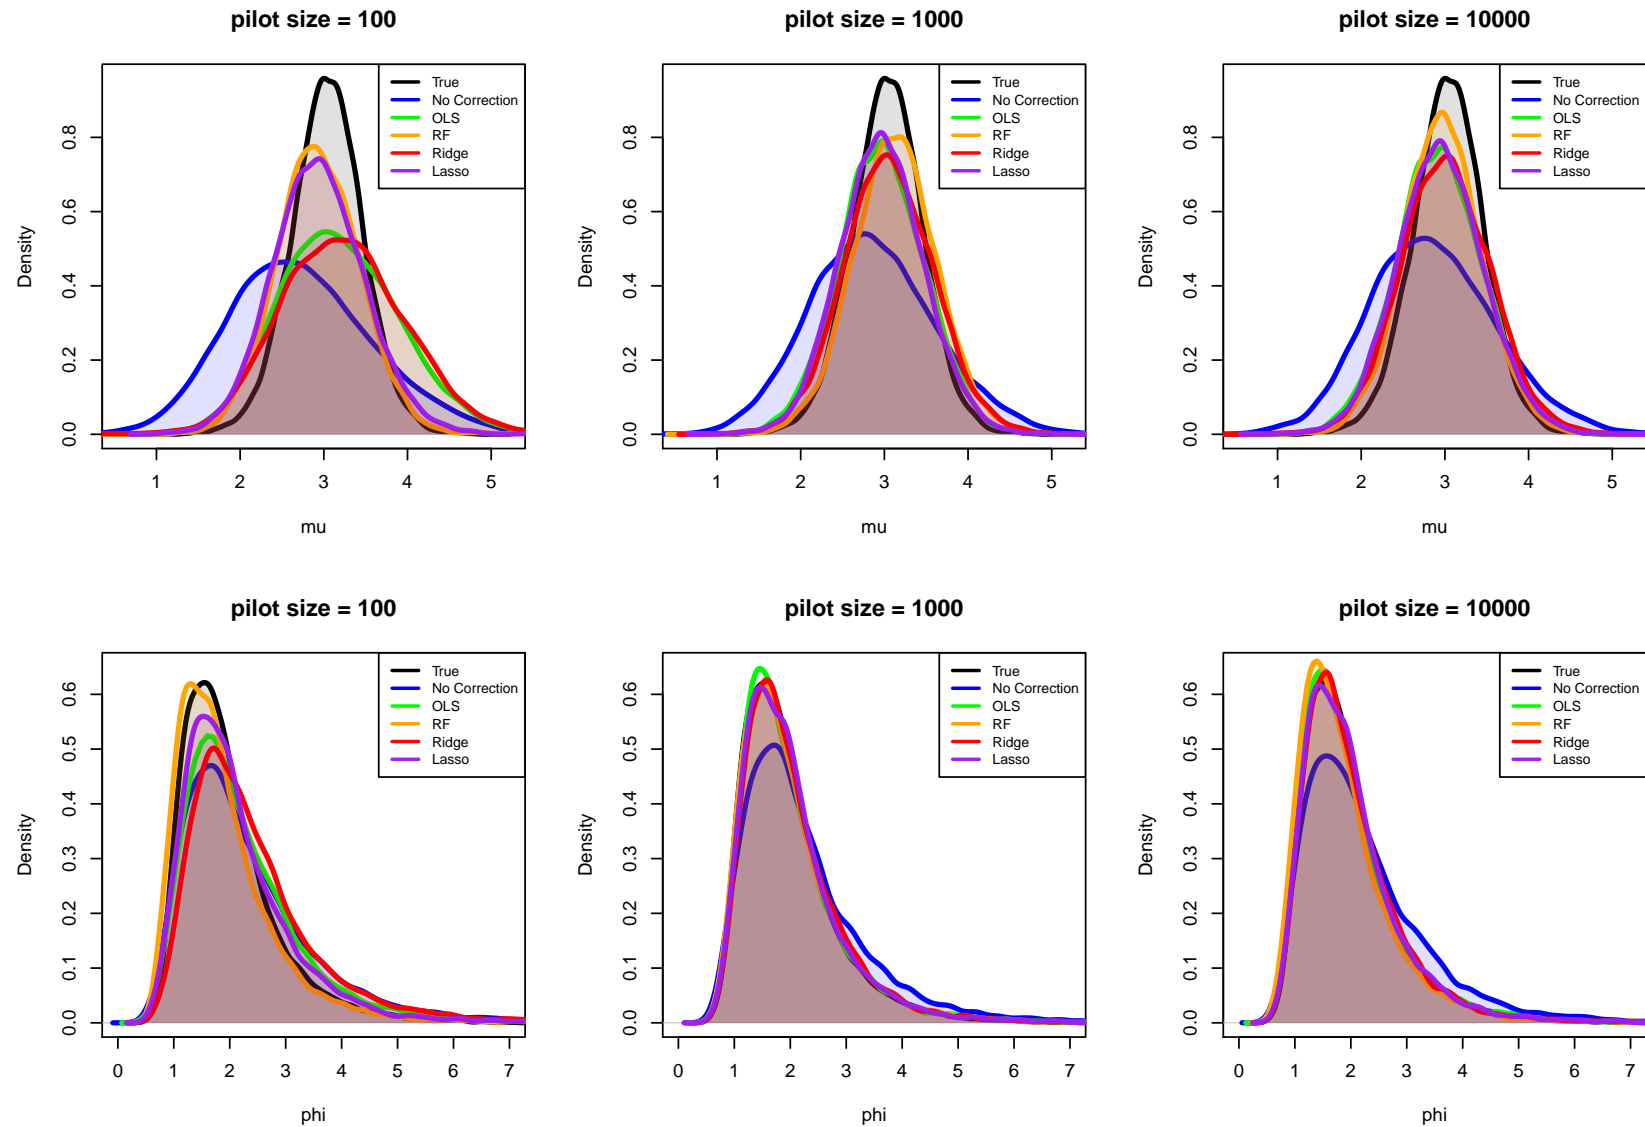 pilot size = 100
Density
0.0 0.2 0.4 0.6 0.8
True
No Correction
OLS
RF
Ridge
Lasso
1 2 3 4 5
mu
pilot size = 1000
Density
0.0 0.2 0.4 0.6 0.8
True
No Correction
OLS
RF
Ridge
Lasso
1 2 3 4 5
mu
pilot size = 10000
Density
0.0 0.2 0.4 0.6 0.8
True
No Correction
OLS
RF
Ridge
Lasso
1 2 3 4 5
mu
pilot size = 100
Density
0.0 0.1 0.2 0.3 0.4 0.5 0.6
True
No Correction
OLS
RF
Ridge
Lasso
0 1 2 3 4 5 6 7
phi
pilot size = 1000
Density
0.0 0.1 0.2 0.3 0.4 0.5 0.6
True
No Correction
OLS
RF
Ridge
Lasso
0 1 2 3 4 5 6 7
phi
pilot size = 10000
Density
0.0 0.1 0.2 0.3 0.4 0.5 0.6
True
No Correction
OLS
RF
Ridge
Lasso
0 1 2 3 4 5 6 7
phi